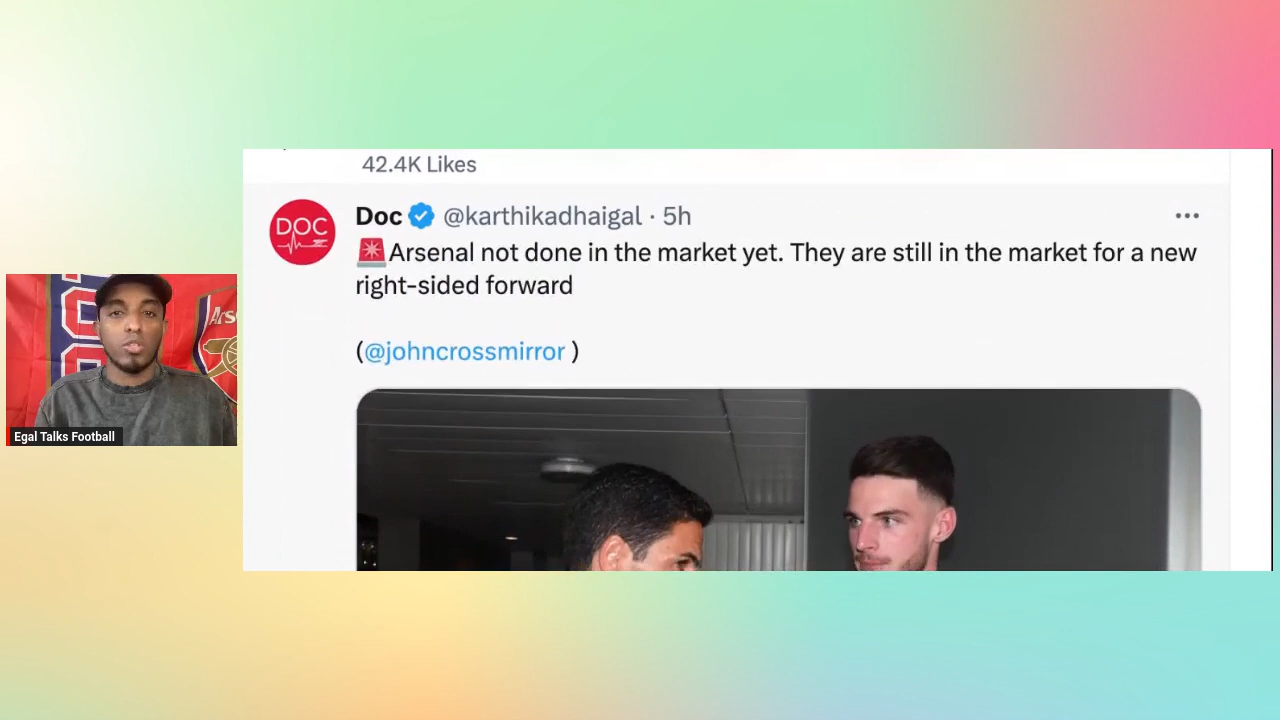 42.4K Likes
DOC
Doc @karthikadhaigal · 5h
🚨Arsenal not done in the market yet. They are still in the market for a new
right-sided forward
(@johncrossmirror )
Arse
Egal Talks Football